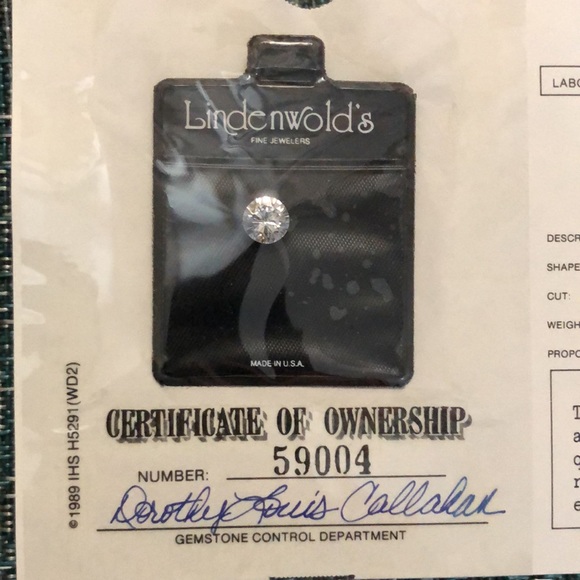 Lindenwold's
FINE JEWELERS
MADE IN U.S.A.
©1989 IHS H5291(WD2)
CERTIFICATE OF OWNERSHIP
NUMBER: 59004
Dorothy Louis Callahan
GEMSTONE CONTROL DEPARTMENT
LABO
DESCR
SHAPE
CUT:
WEIGH
PROPO
T
a
r
e